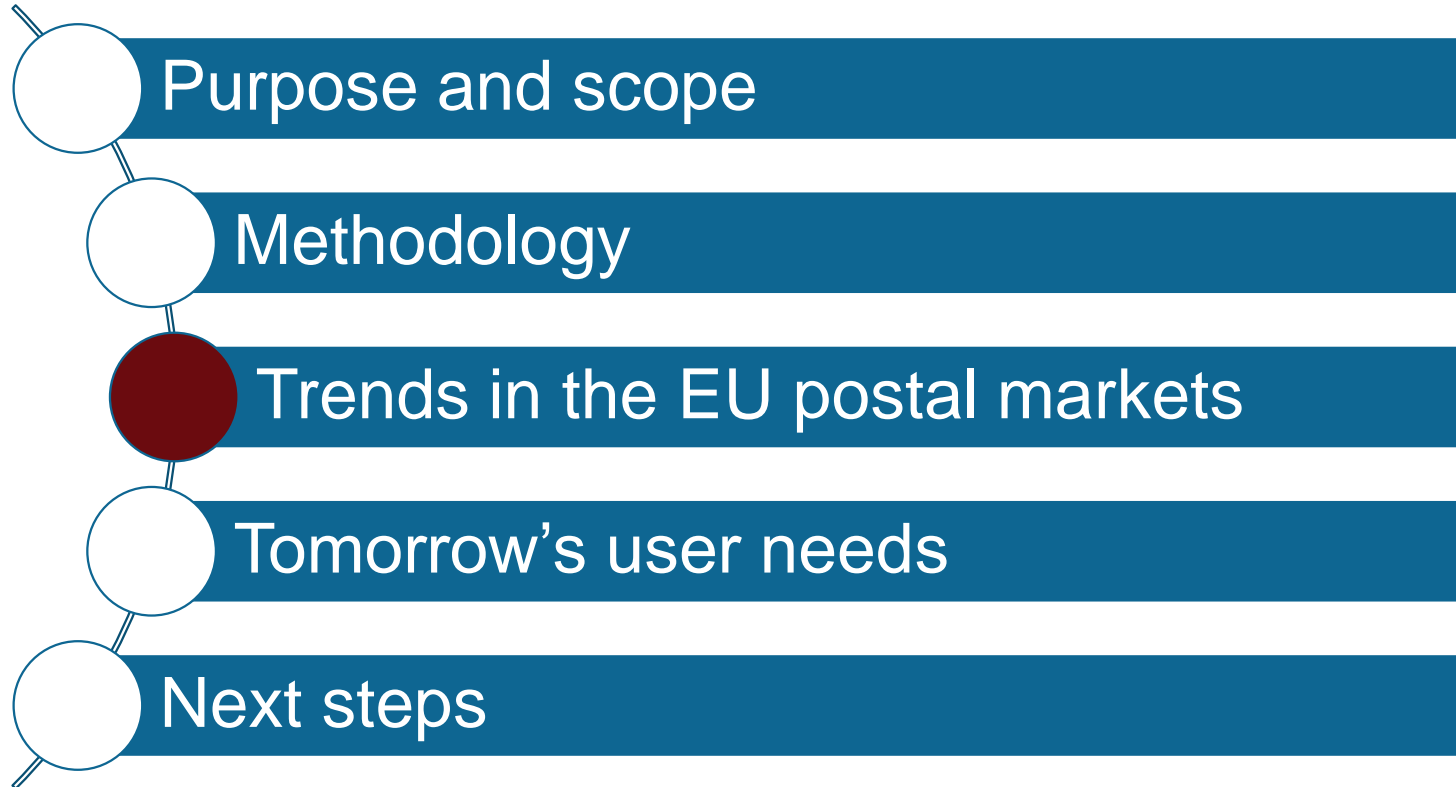 Purpose and scope
Methodology
Trends in the EU postal markets
Tomorrow’s user needs
Next steps